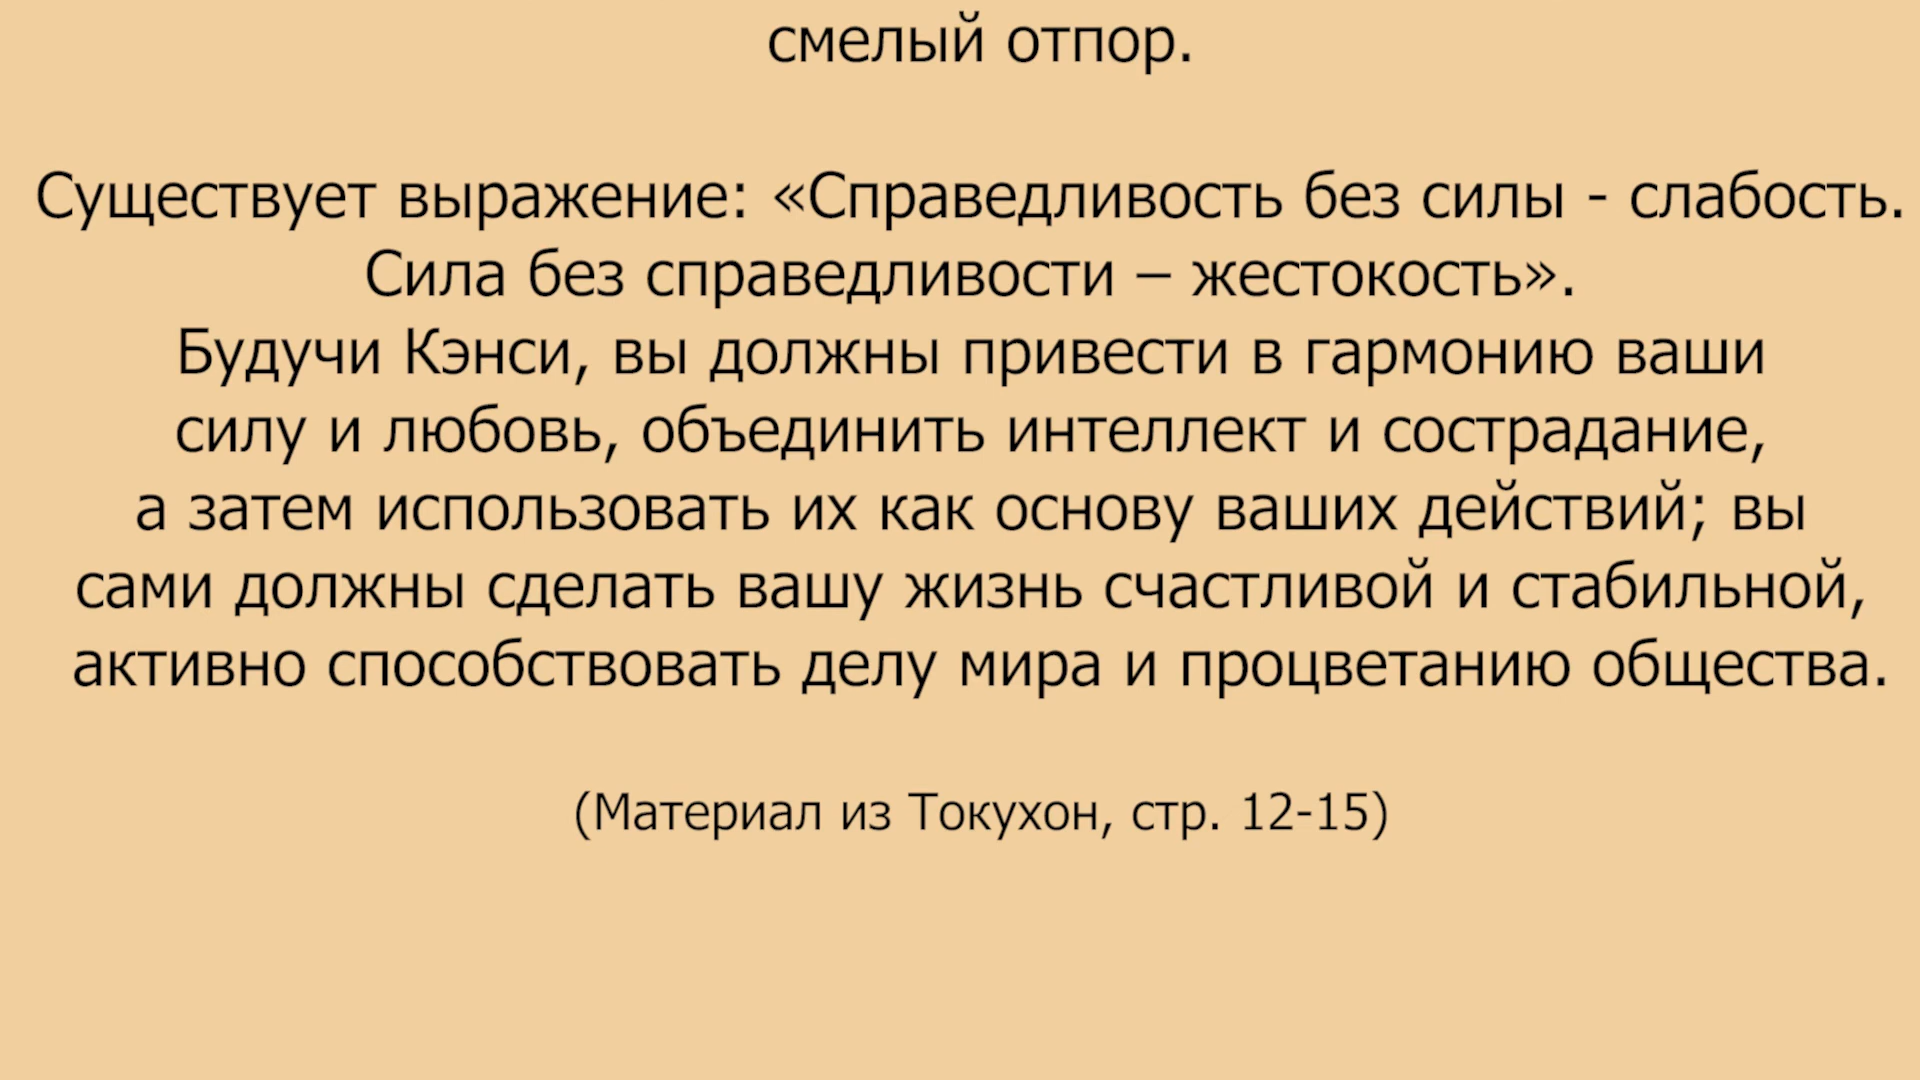 смелый отпор.
Существует выражение: «Справедливость без силы - слабость.
Сила без справедливости – жестокость».
Будучи Кэнси, вы должны привести в гармонию ваши
силу и любовь, объединить интеллект и сострадание,
а затем использовать их как основу ваших действий; вы
сами должны сделать вашу жизнь счастливой и стабильной,
активно способствовать делу мира и процветанию общества.
(Материал из Токухон, стр. 12-15)